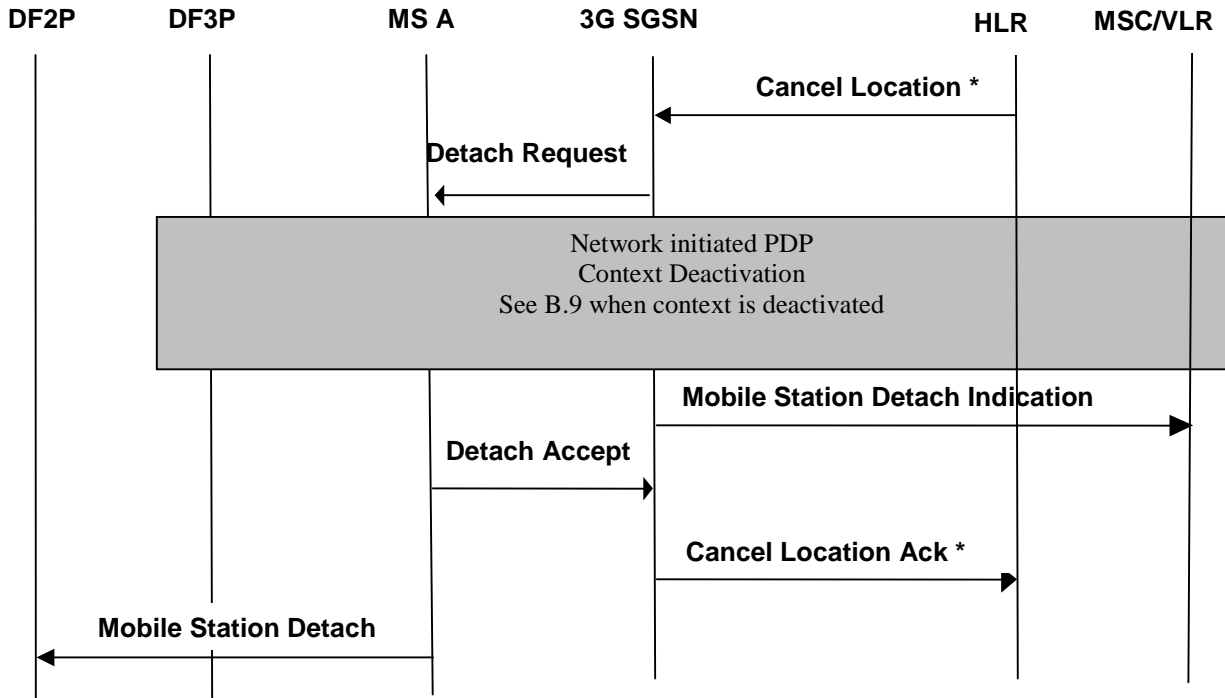 DF2P DF3P MS A 3G SGSN HLR MSC/VLR
Cancel Location *
Detach Request
Network initiated PDP
Context Deactivation
See B.9 when context is deactivated
Mobile Station Detach Indication
Detach Accept
Cancel Location Ack *
Mobile Station Detach